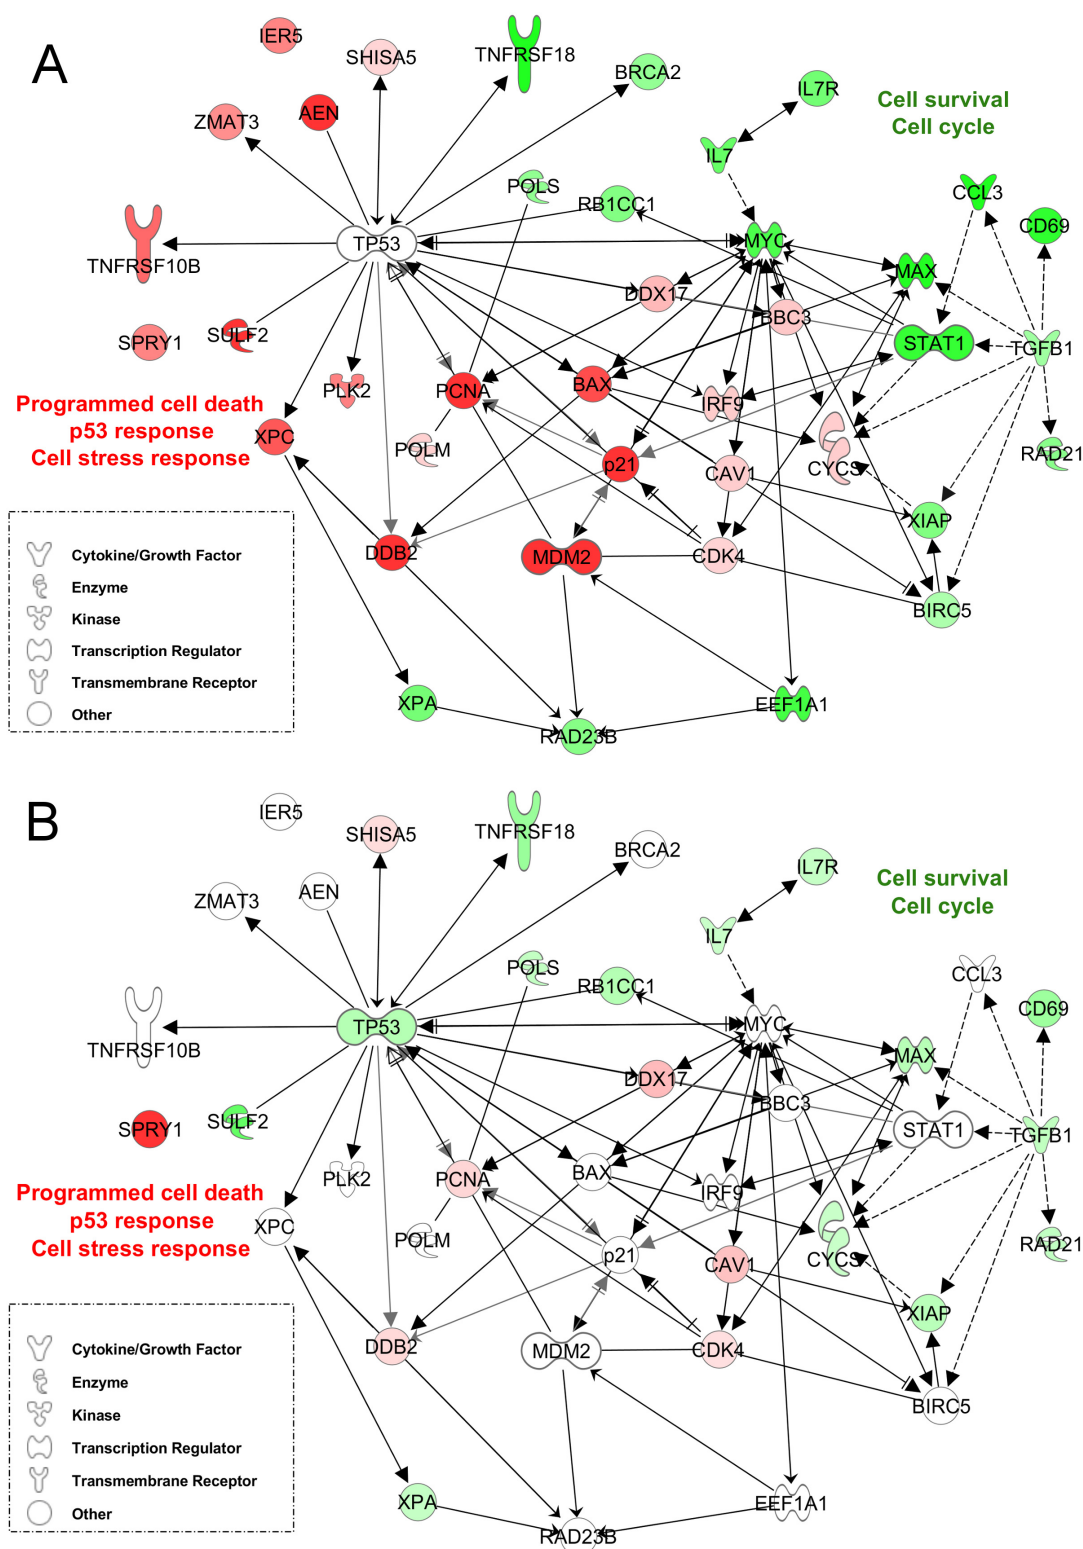 A
IER5
SHISA5
TNFRSF18
BRCA2
IL7R
Cell survival
Cell cycle
ZMAT3
AEN
IL7
POLS
RB1CC1
CCL3
CD69
TNFRSF10B
TP53
MYC
MAX
DDX17
BBC3
SPRY1
SULF2
STAT1
TGFB1
PLK2
PCNA
BAX
IRF9
Programmed cell death
p53 response
Cell stress response
XPC
POLM
p21
CAV1
CYCS
RAD21
XIAP
DDB2
MDM2
CDK4
BIRC5
Cytokine/Growth Factor
Enzyme
Kinase
Transcription Regulator
Transmembrane Receptor
Other
XPA
RAD23B
EEF1A1
B
IER5
SHISA5
TNFRSF18
BRCA2
IL7R
Cell survival
Cell cycle
ZMAT3
AEN
IL7
POLS
RB1CC1
CCL3
CD69
TNFRSF10B
TP53
MYC
MAX
DDX17
BBC3
SPRY1
SULF2
STAT1
TGFB1
PLK2
PCNA
BAX
IRF9
Programmed cell death
p53 response
Cell stress response
XPC
POLM
p21
CAV1
CYCS
RAD21
XIAP
DDB2
MDM2
CDK4
BIRC5
Cytokine/Growth Factor
Enzyme
Kinase
Transcription Regulator
Transmembrane Receptor
Other
XPA
RAD23B
EEF1A1